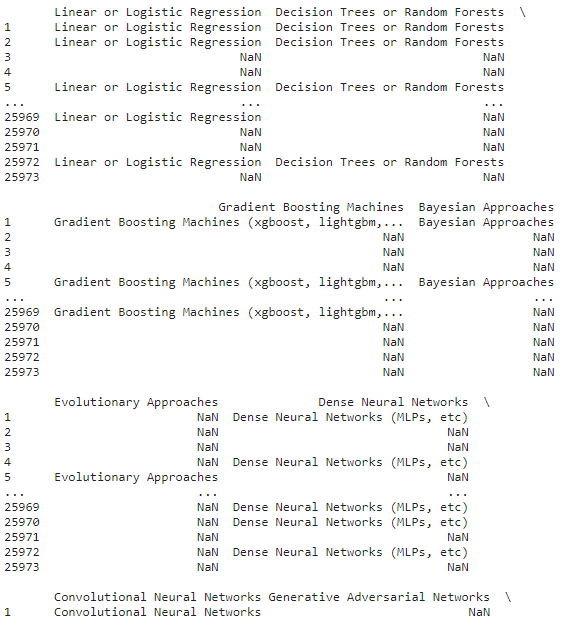 Linear or Logistic Regression Decision Trees or Random Forests \
1 Linear or Logistic Regression Decision Trees or Random Forests
2 Linear or Logistic Regression Decision Trees or Random Forests
3 NaN NaN
4 NaN NaN
5 Linear or Logistic Regression Decision Trees or Random Forests
... ... ...
25969 Linear or Logistic Regression NaN
25970 NaN NaN
25971 NaN NaN
25972 Linear or Logistic Regression Decision Trees or Random Forests
25973 NaN NaN
Gradient Boosting Machines Bayesian Approaches
1 Gradient Boosting Machines (xgboost, lightgbm,... Bayesian Approaches
2 NaN NaN
3 NaN NaN
4 NaN NaN
5 Gradient Boosting Machines (xgboost, lightgbm,... Bayesian Approaches
... ... ...
25969 Gradient Boosting Machines (xgboost, lightgbm,... NaN
25970 NaN NaN
25971 NaN NaN
25972 NaN NaN
25973 NaN NaN
Evolutionary Approaches Dense Neural Networks \
1 NaN Dense Neural Networks (MLPs, etc)
2 NaN NaN
3 NaN NaN
4 NaN Dense Neural Networks (MLPs, etc)
5 Evolutionary Approaches NaN
... ... ...
25969 NaN Dense Neural Networks (MLPs, etc)
25970 NaN Dense Neural Networks (MLPs, etc)
25971 NaN NaN
25972 NaN Dense Neural Networks (MLPs, etc)
25973 NaN NaN
Convolutional Neural Networks Generative Adversarial Networks \
1 Convolutional Neural Networks NaN